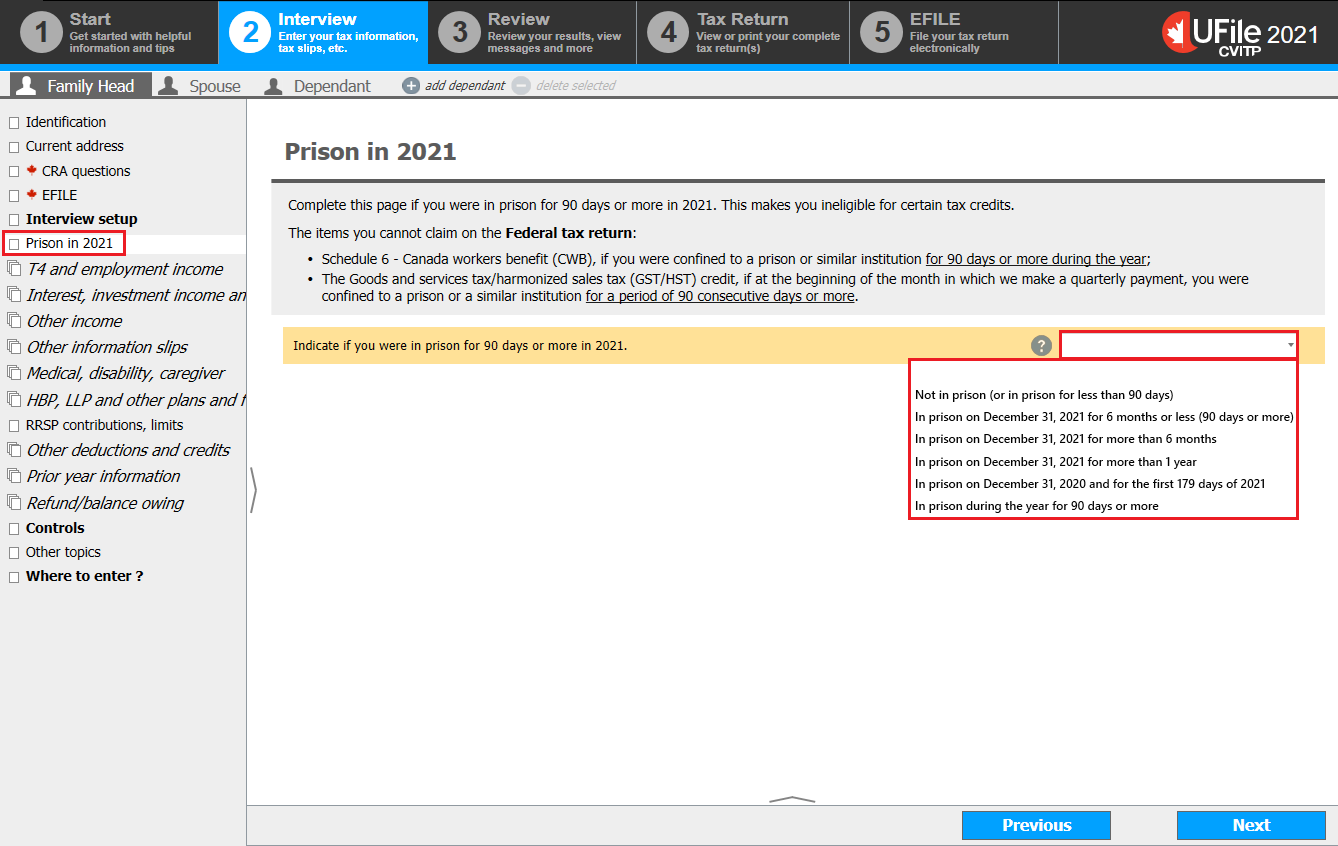 1
Start
Get started with helpful
information and tips
2
Interview
Enter your tax information,
tax slips, etc.
3
Review
Review your results, view
messages and more
4
Tax Return
View or print your complete
tax return(s)
5
EFILE
File your tax return
electronically
UFile 2021
CVITP
Family Head
Spouse
Dependant
+ add dependant
− delete selected
Identification
Current address
CRA questions
EFILE
Interview setup
Prison in 2021
T4 and employment income
Interest, investment income an
Other income
Other information slips
Medical, disability, caregiver
HBP, LLP and other plans and f
RRSP contributions, limits
Other deductions and credits
Prior year information
Refund/balance owing
Controls
Other topics
Where to enter ?
Prison in 2021
Complete this page if you were in prison for 90 days or more in 2021. This makes you ineligible for certain tax credits.
The items you cannot claim on the Federal tax return:
• Schedule 6 - Canada workers benefit (CWB), if you were confined to a prison or similar institution for 90 days or more during the year;
• The Goods and services tax/harmonized sales tax (GST/HST) credit, if at the beginning of the month in which we make a quarterly payment, you were
confined to a prison or a similar institution for a period of 90 consecutive days or more.
Indicate if you were in prison for 90 days or more in 2021.
?
Not in prison (or in prison for less than 90 days)
In prison on December 31, 2021 for 6 months or less (90 days or more)
In prison on December 31, 2021 for more than 6 months
In prison on December 31, 2021 for more than 1 year
In prison on December 31, 2020 and for the first 179 days of 2021
In prison during the year for 90 days or more
Previous
Next